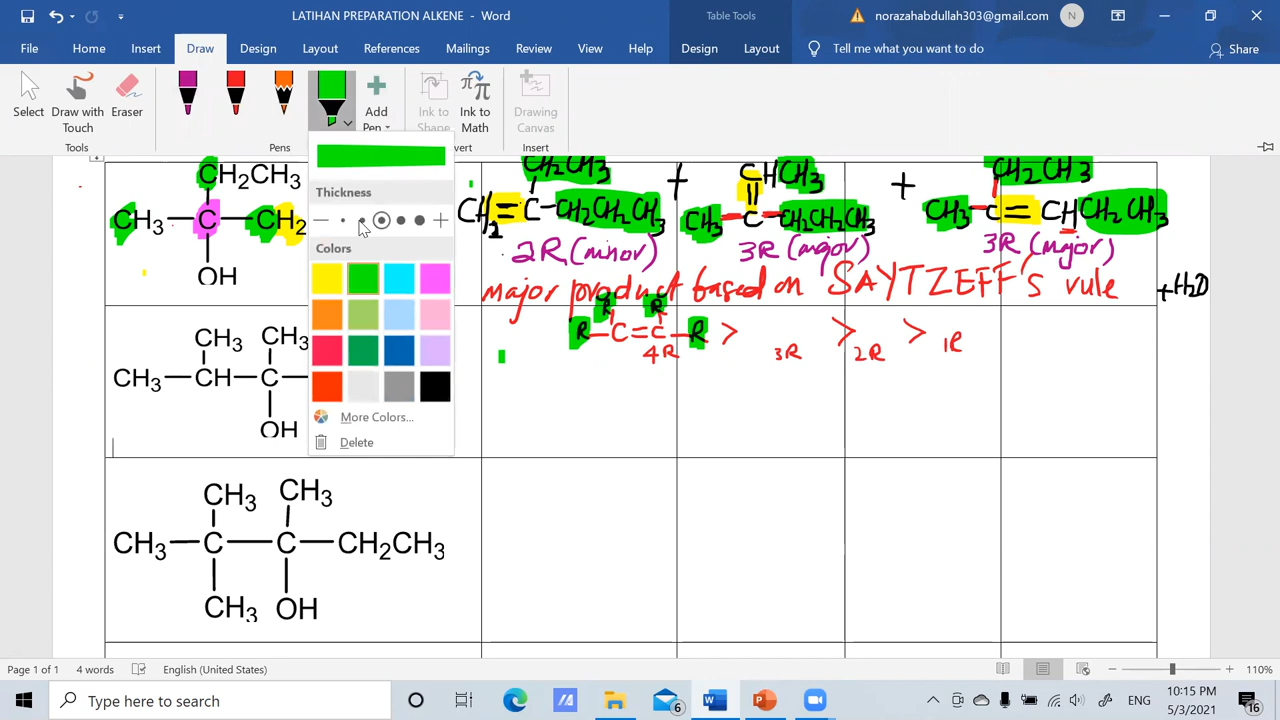 LATIHAN PREPARATION ALKENE - Word
Table Tools
norazahabdullah303@gmail.com N
File Home Insert Draw Design Layout References Mailings Review View Help Design Layout Tell me what you want to do Share
Select Draw with Touch Eraser Add Pen Ink to Shape Ink to Math Drawing Canvas
Tools Pens Convert Insert
Thickness
Colors
More Colors...
Delete
CH2CH3
CH3 C CH2
OH
CH2CH3
CH2=C-CH2CH2CH3
2R (minor)
+
CHCH3
CH3-C-CH2CH2CH3
3R (major)
+
CH2CH3
CH3-C=CHCH2CH3
3R (major)
major product based on SAYTZEFF's rule
+H2O
R R
R-C=C-R > > >
4R 3R 2R 1R
CH3 CH3
CH3 CH C
OH
CH3 CH3
CH3 C C CH2CH3
CH3 OH
Page 1 of 1 4 words English (United States) 110%
Type here to search
6
ENG
10:15 PM
5/3/2021
16